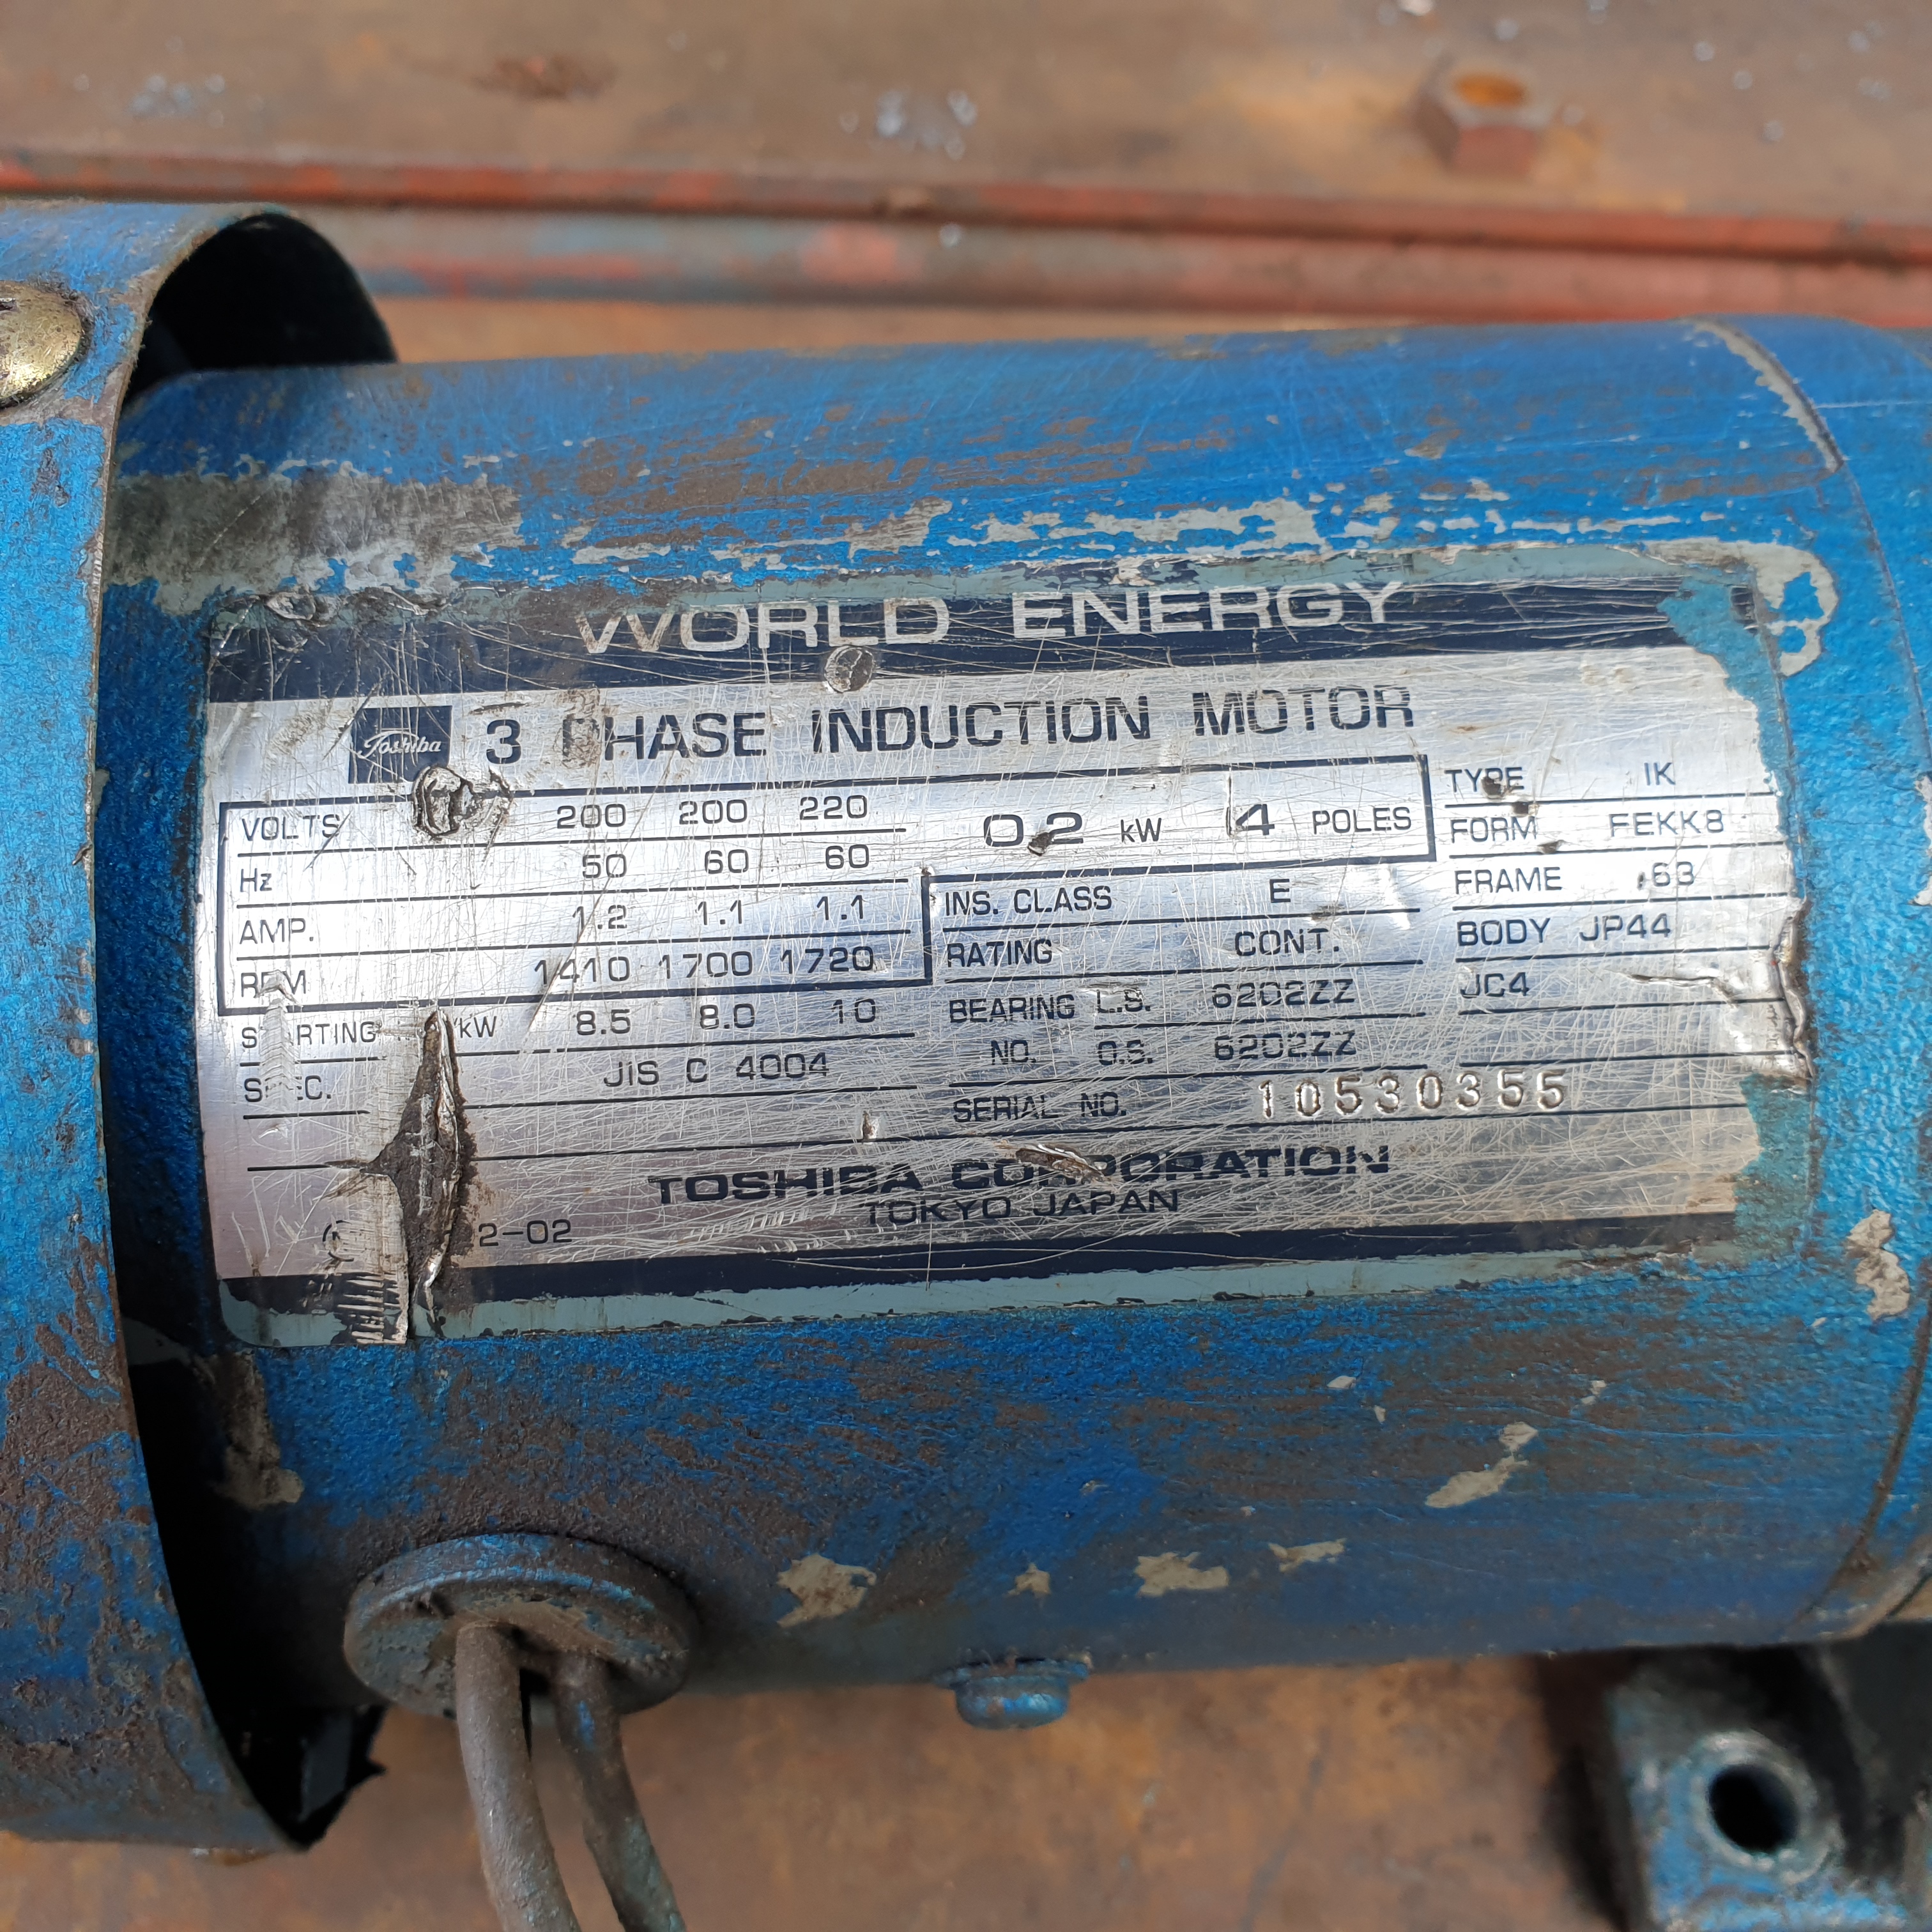 WORLD ENERGY
Toshiba 3 PHASE INDUCTION MOTOR
VOLTS 200 200 220
Hz 50 60 60
AMP. 1.2 1.1 1.1
RPM 1410 1700 1720
STARTING /kW 8.5 8.0 10
SPEC. JIS C 4004
0.2 kW 4 POLES
INS. CLASS E
RATING CONT.
BEARING L.S. 6202ZZ
NO. O.S. 6202ZZ
SERIAL NO. 10530355
TYPE IK
FORM FEKK8
FRAME 63
BODY JP44
JC4
TOSHIBA CORPORATION
TOKYO JAPAN
2-02